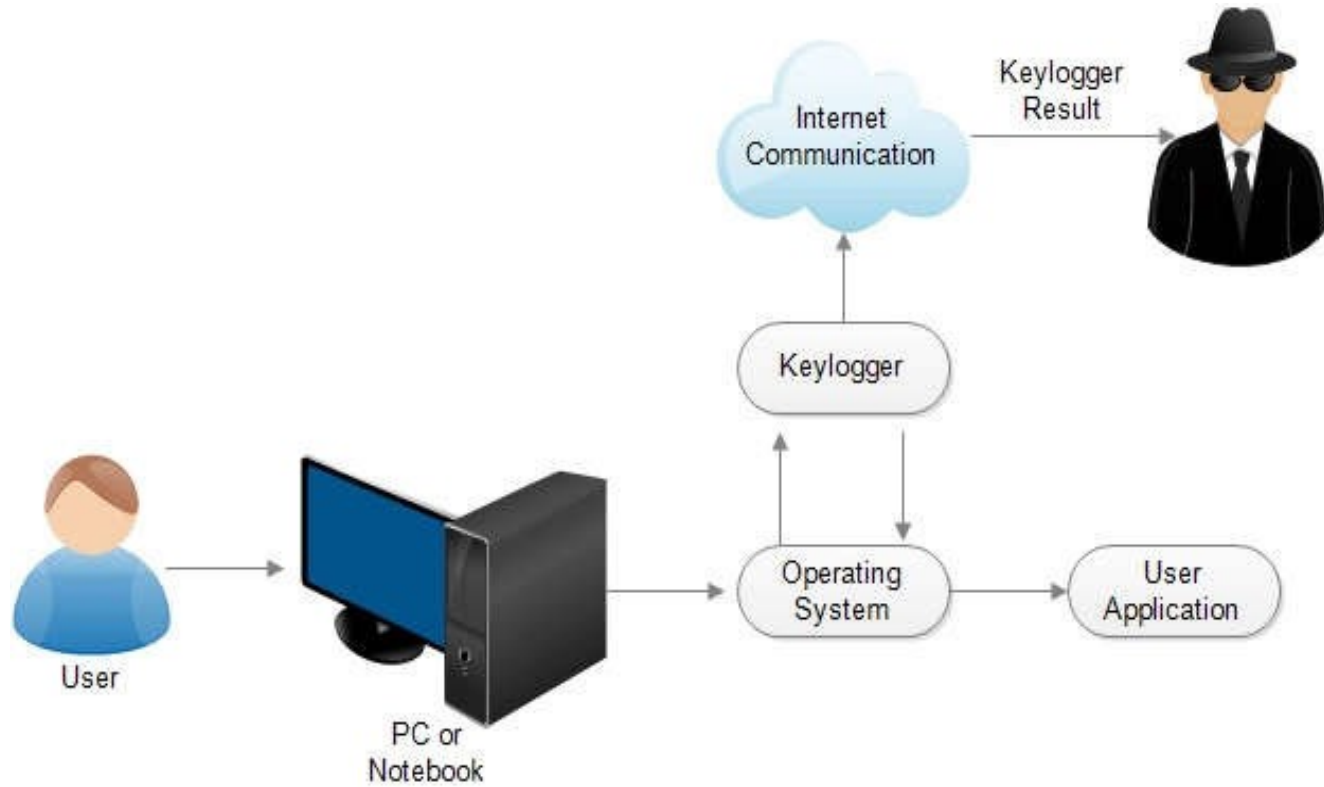 Keylogger
Result
Internet
Communication
Keylogger
Operating
System
User
Application
User
PC or
Notebook